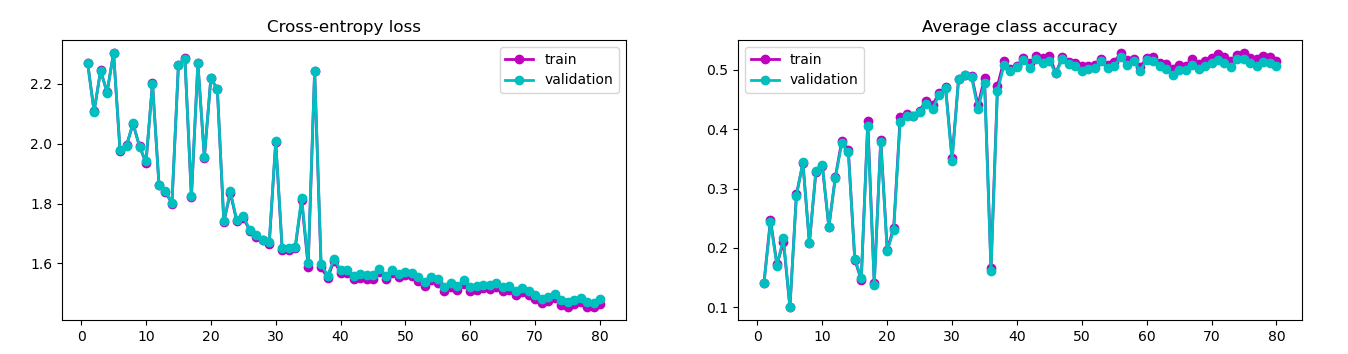 Cross-entropy loss
train
validation
2.2
2.0
1.8
1.6
0 10 20 30 40 50 60 70 80
Average class accuracy
train
validation
0.5
0.4
0.3
0.2
0.1
0 10 20 30 40 50 60 70 80